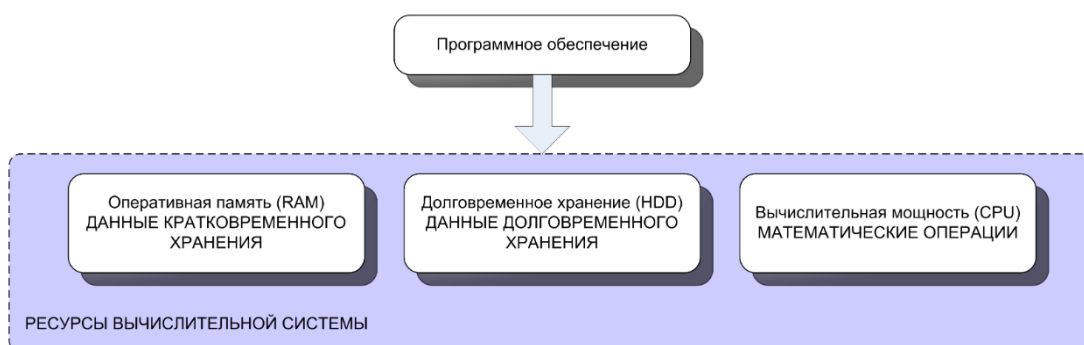 Программное обеспечение
Оперативная память (RAM)
ДАННЫЕ КРАТКОВРЕМЕННОГО
ХРАНЕНИЯ
Долговременное хранение (HDD)
ДАННЫЕ ДОЛГОВРЕМЕННОГО
ХРАНЕНИЯ
Вычислительная мощность (CPU)
МАТЕМАТИЧЕСКИЕ ОПЕРАЦИИ
РЕСУРСЫ ВЫЧИСЛИТЕЛЬНОЙ СИСТЕМЫ